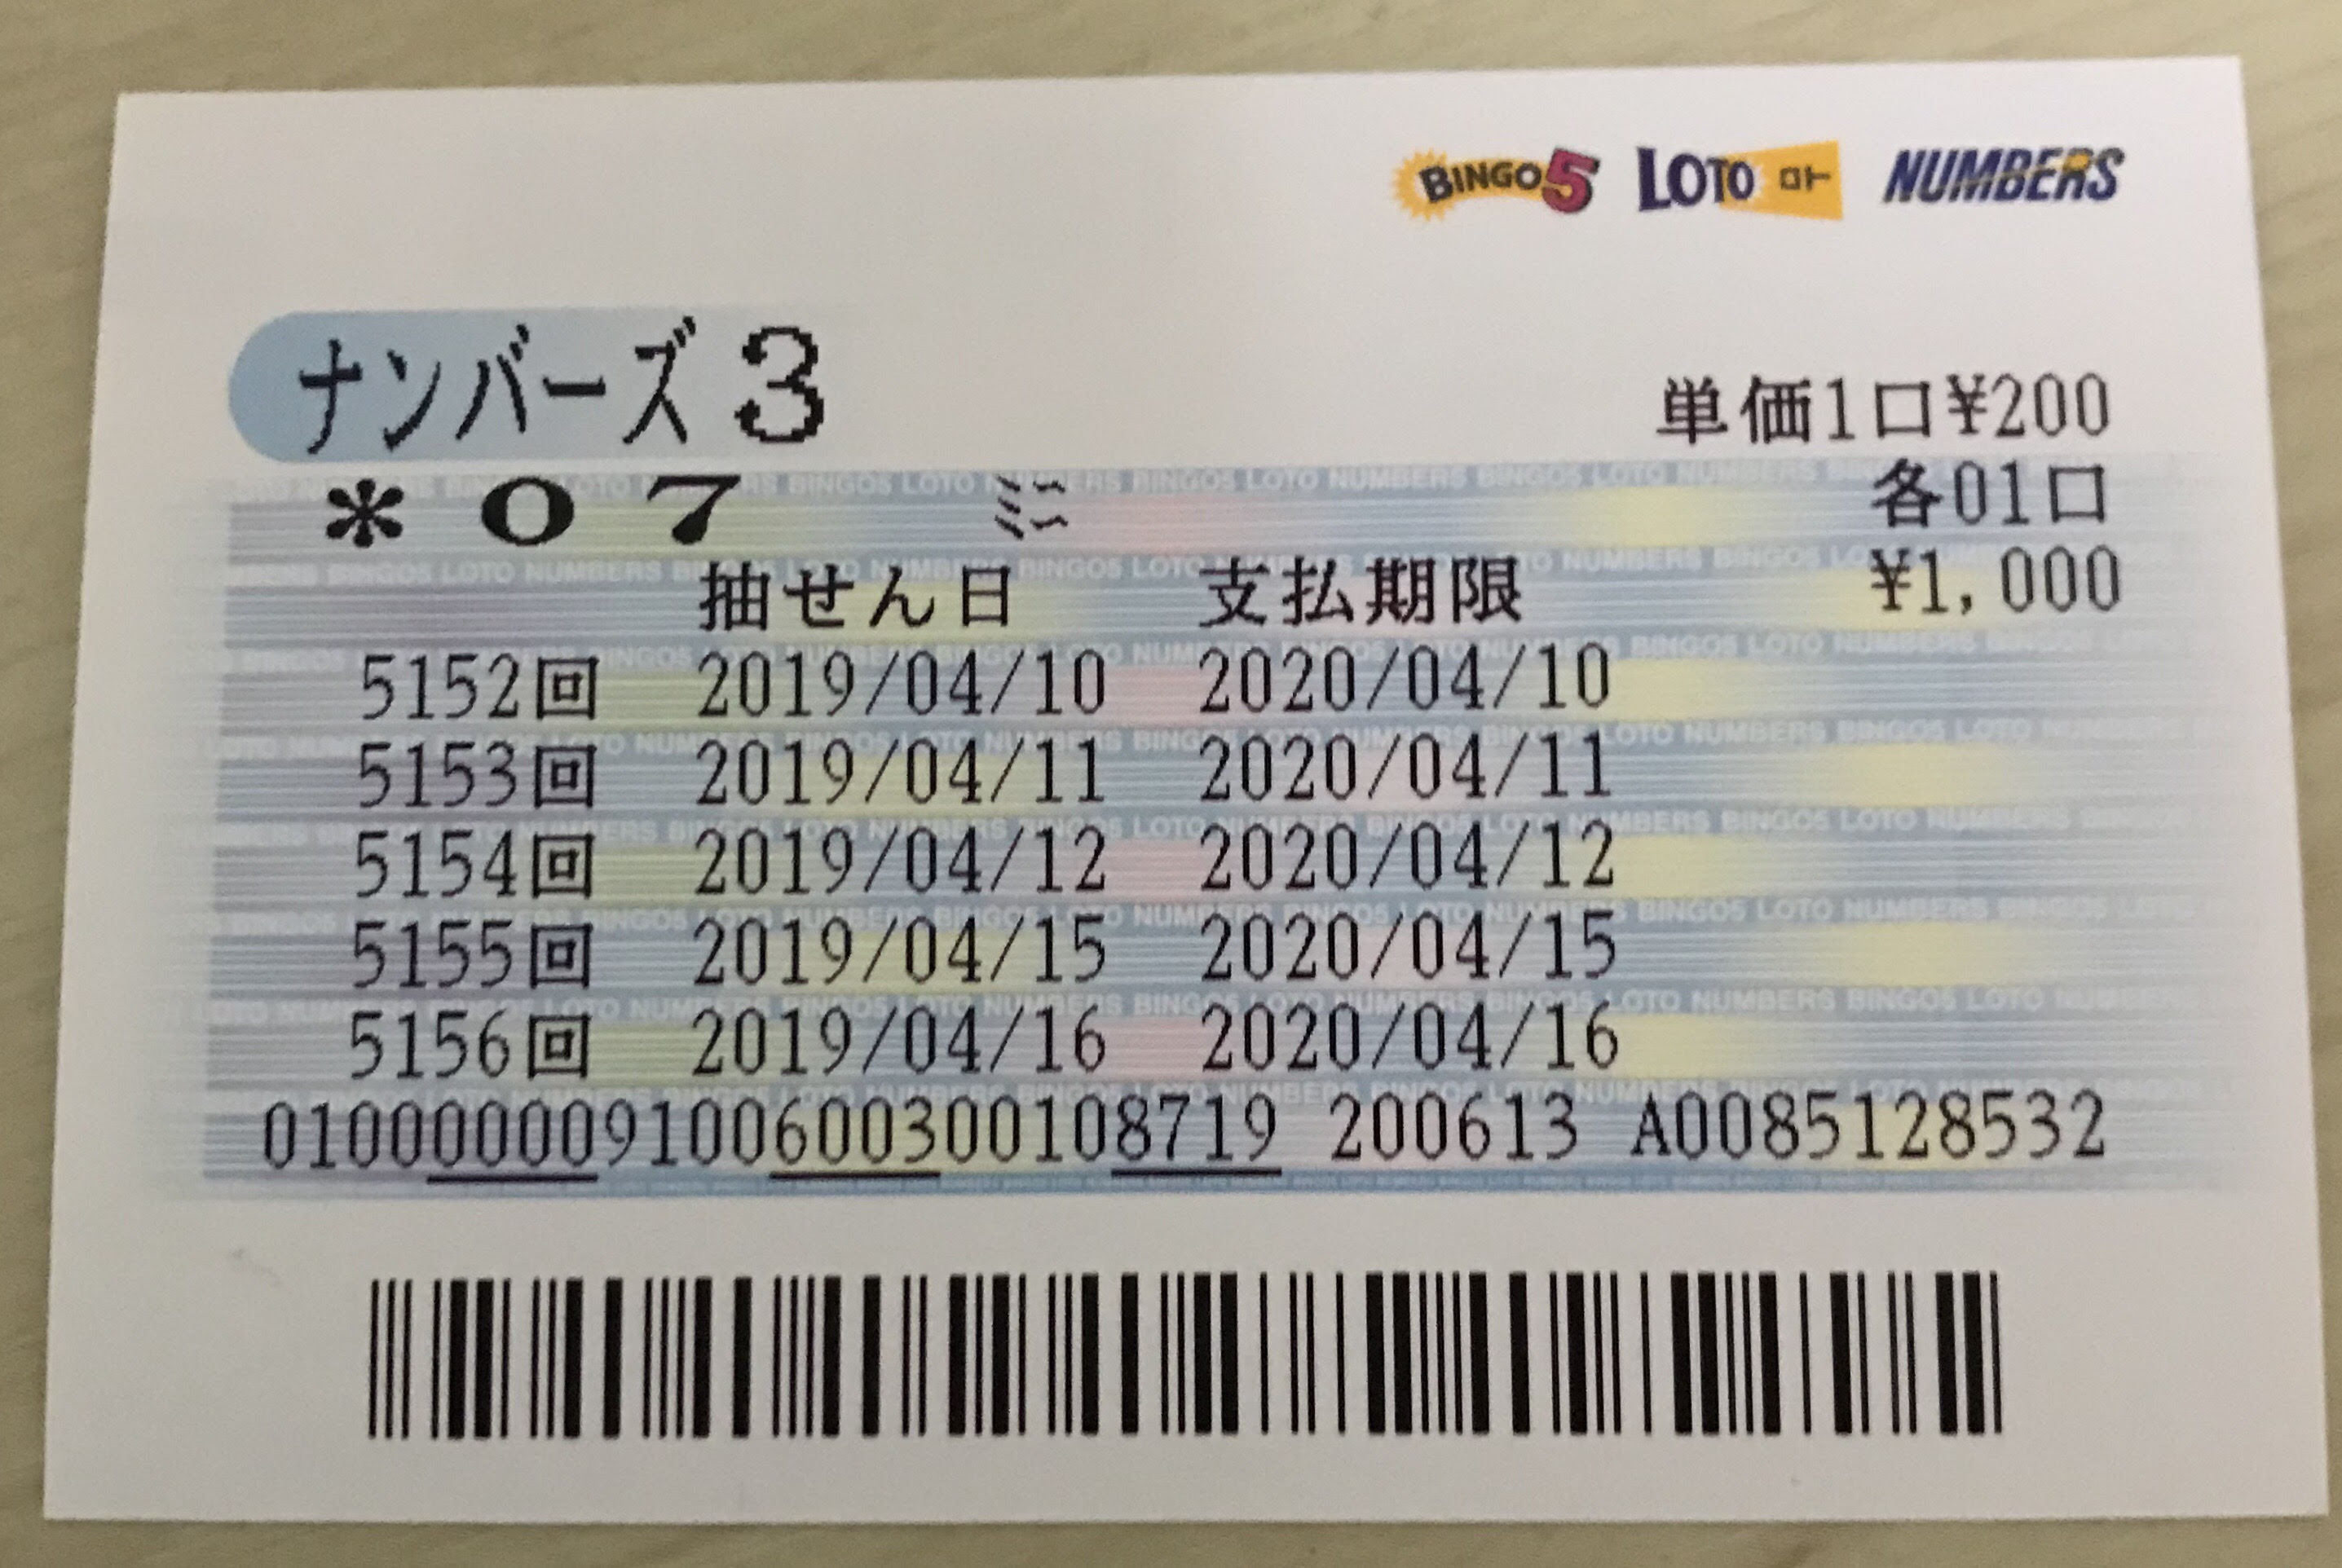 BINGO5 LOTO ロト NUMBERS
ナンバーズ3
単価1口¥200
*07 ミニ 各01口
抽せん日 支払期限 ¥1,000
5152回 2019/04/10 2020/04/10
5153回 2019/04/11 2020/04/11
5154回 2019/04/12 2020/04/12
5155回 2019/04/15 2020/04/15
5156回 2019/04/16 2020/04/16
0100000009100600300108719 200613 A0085128532